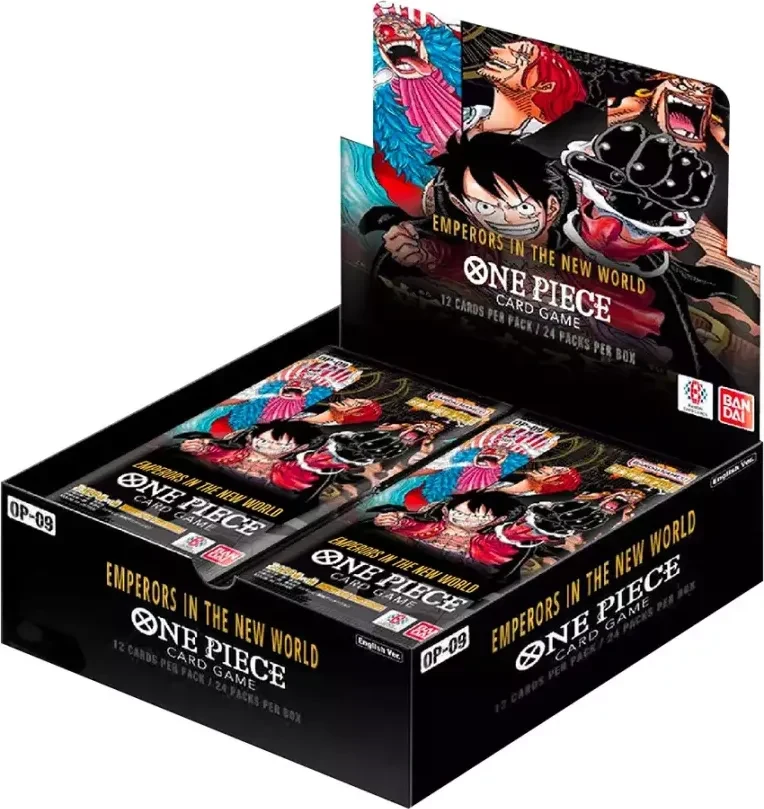 EMPERORS IN THE NEW WORLD
ONE PIECE
CARD GAME
12 CARDS PER PACK / 24 PACKS PER BOX
BAN
DAI
OP-09
EMPERORS IN THE NEW WORLD
ONE PIECE
CARD GAME
OP-09
EMPERORS IN THE NEW WORLD
ONE PIECE
CARD GAME
English Ver.
OP-09
EMPERORS IN THE NEW WORLD
ONE PIECE
CARD GAME
12 CARDS PER PACK / 24 PACKS PER BOX
English Ver.
OP-09
EMPERORS IN THE NEW WORLD
ONE PIECE
CARD GAME
12 CARDS PER PACK / 24 PACKS PER BOX